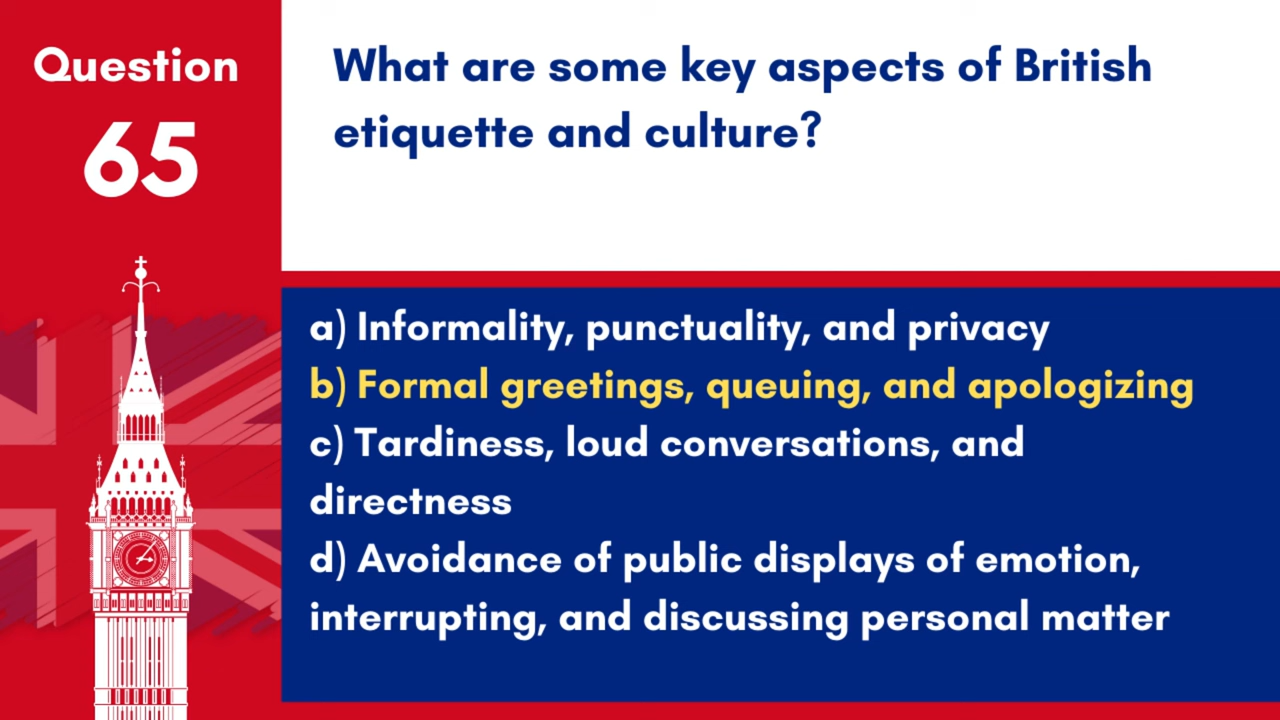 Question
65
What are some key aspects of British
etiquette and culture?
a) Informality, punctuality, and privacy
b) Formal greetings, queuing, and apologizing
c) Tardiness, loud conversations, and
directness
d) Avoidance of public displays of emotion,
interrupting, and discussing personal matter